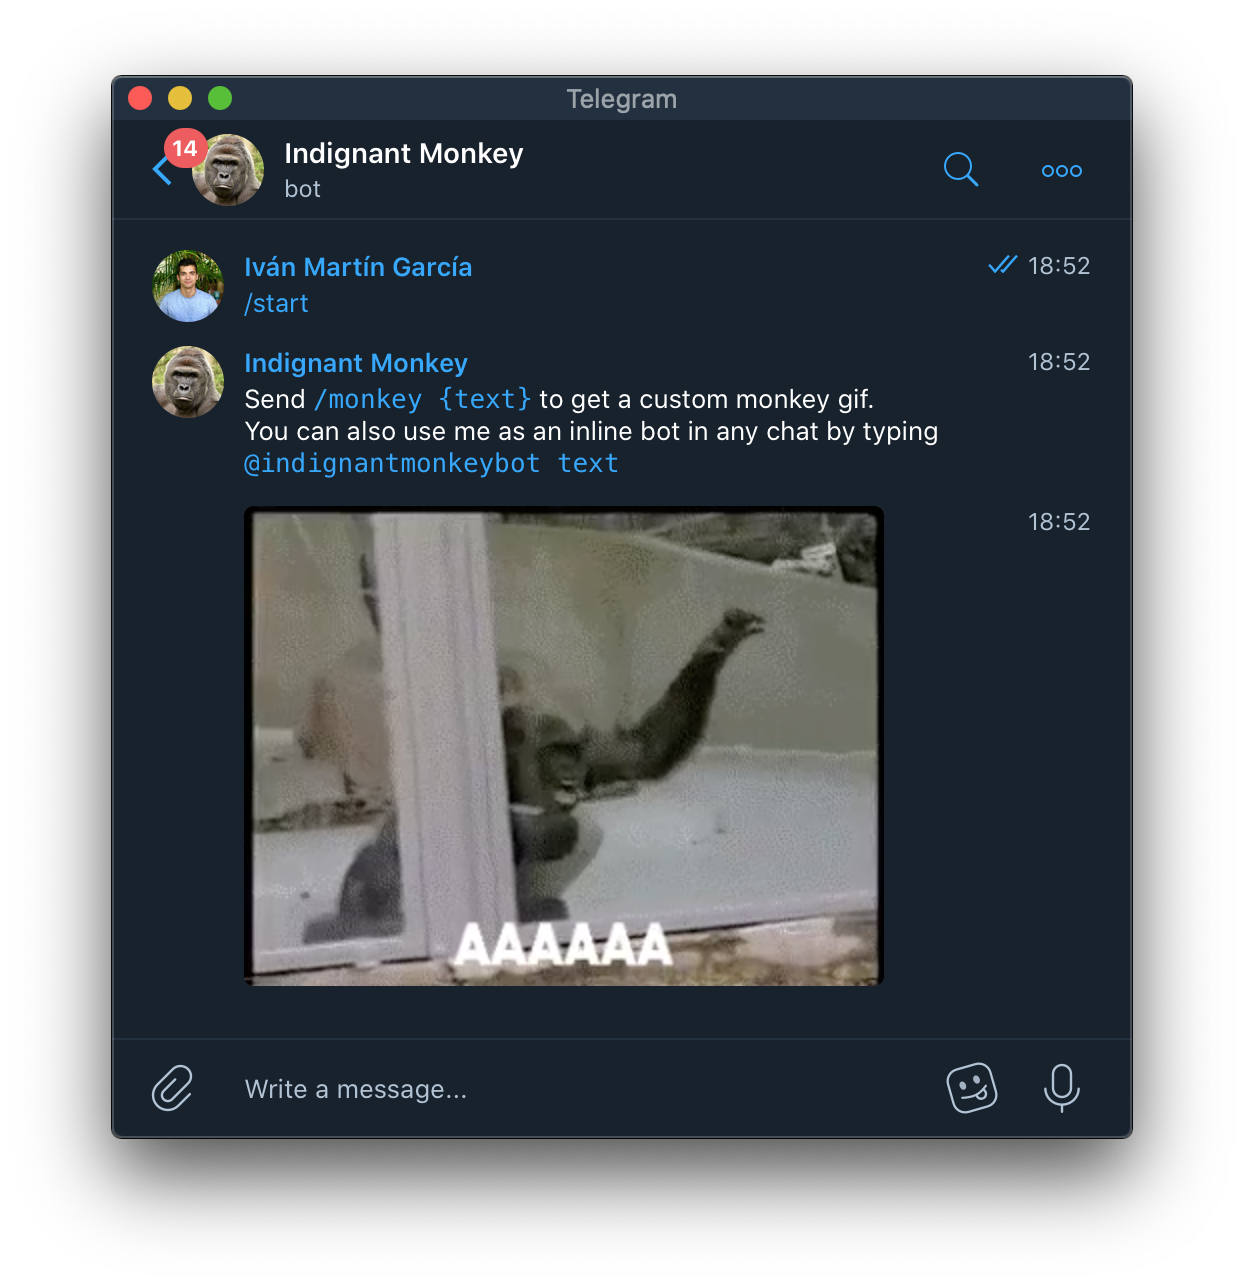 Telegram
14
Indignant Monkey
bot
Iván Martín García
18:52
/start
Indignant Monkey
18:52
Send /monkey {text} to get a custom monkey gif.
You can also use me as an inline bot in any chat by typing
@indignantmonkeybot text
18:52
AAAAAA
Write a message...